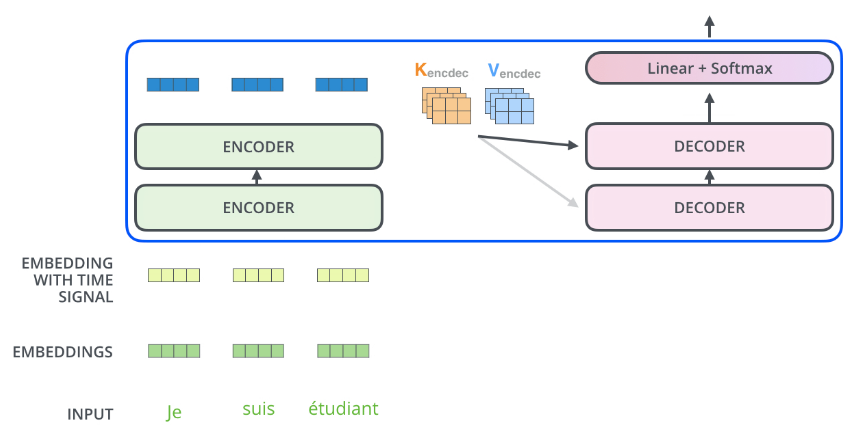 Kencdec
Vencdec
Linear + Softmax
ENCODER
DECODER
ENCODER
DECODER
EMBEDDING
WITH TIME
SIGNAL
EMBEDDINGS
INPUT
Je
suis
étudiant